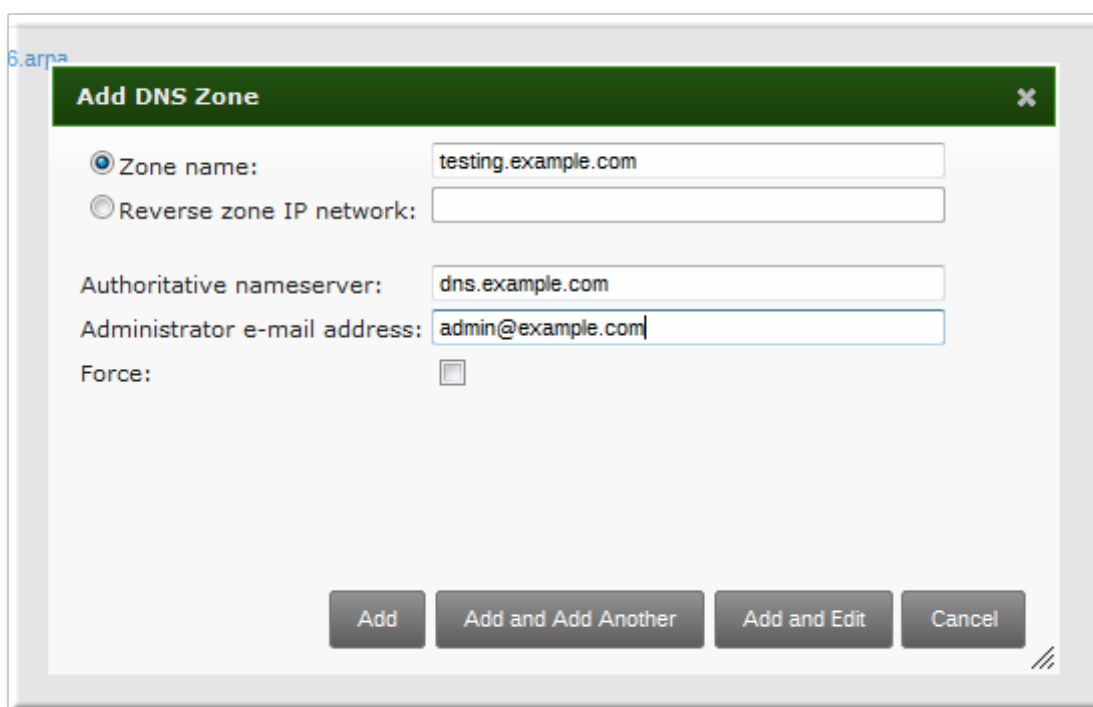 6.arpa
Add DNS Zone
Zone name: testing.example.com
Reverse zone IP network:
Authoritative nameserver: dns.example.com
Administrator e-mail address: admin@example.com
Force:
Add Add and Add Another Add and Edit Cancel